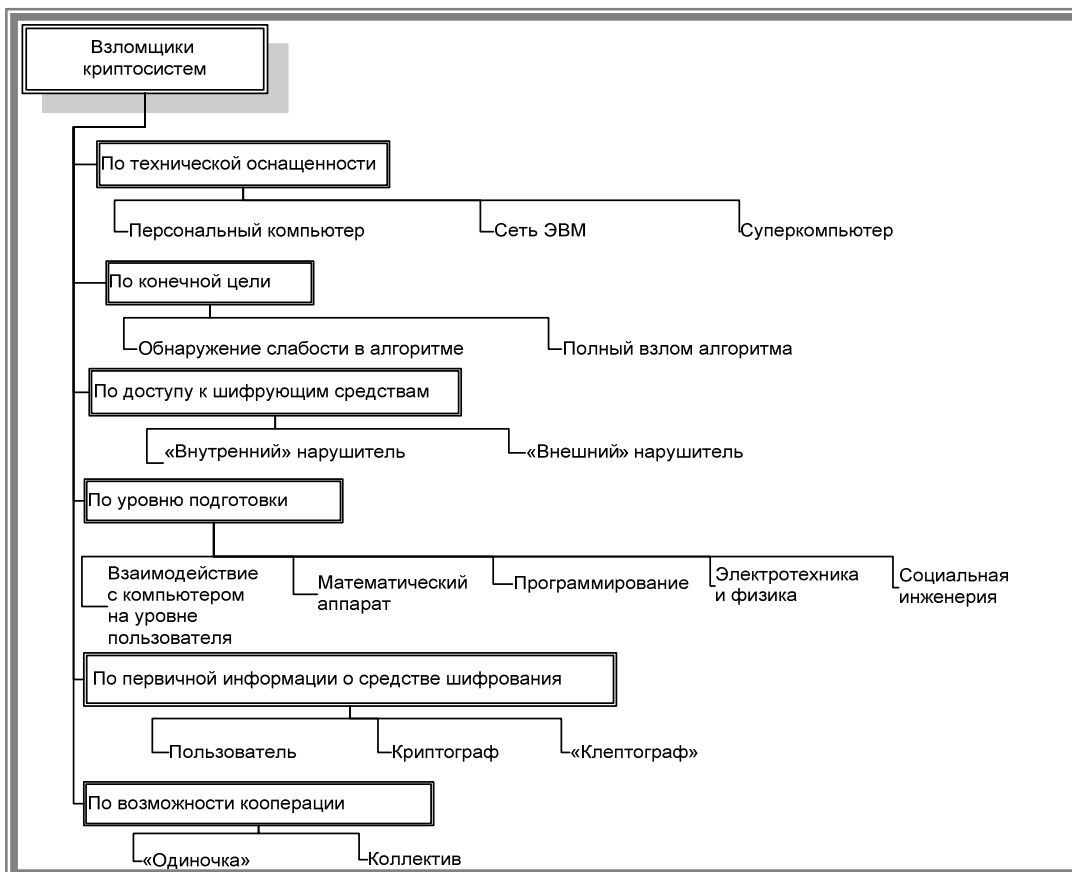 Взломщики
криптосистем
По технической оснащенности
Персональный компьютер
Сеть ЭВМ
Суперкомпьютер
По конечной цели
Обнаружение слабости в алгоритме
Полный взлом алгоритма
По доступу к шифрующим средствам
«Внутренний» нарушитель
«Внешний» нарушитель
По уровню подготовки
Взаимодействие
с компьютером
на уровне
пользователя
Математический
аппарат
Программирование
Электротехника
и физика
Социальная
инженерия
По первичной информации о средстве шифрования
Пользователь
Криптограф
«Клептограф»
По возможности кооперации
«Одиночка»
Коллектив